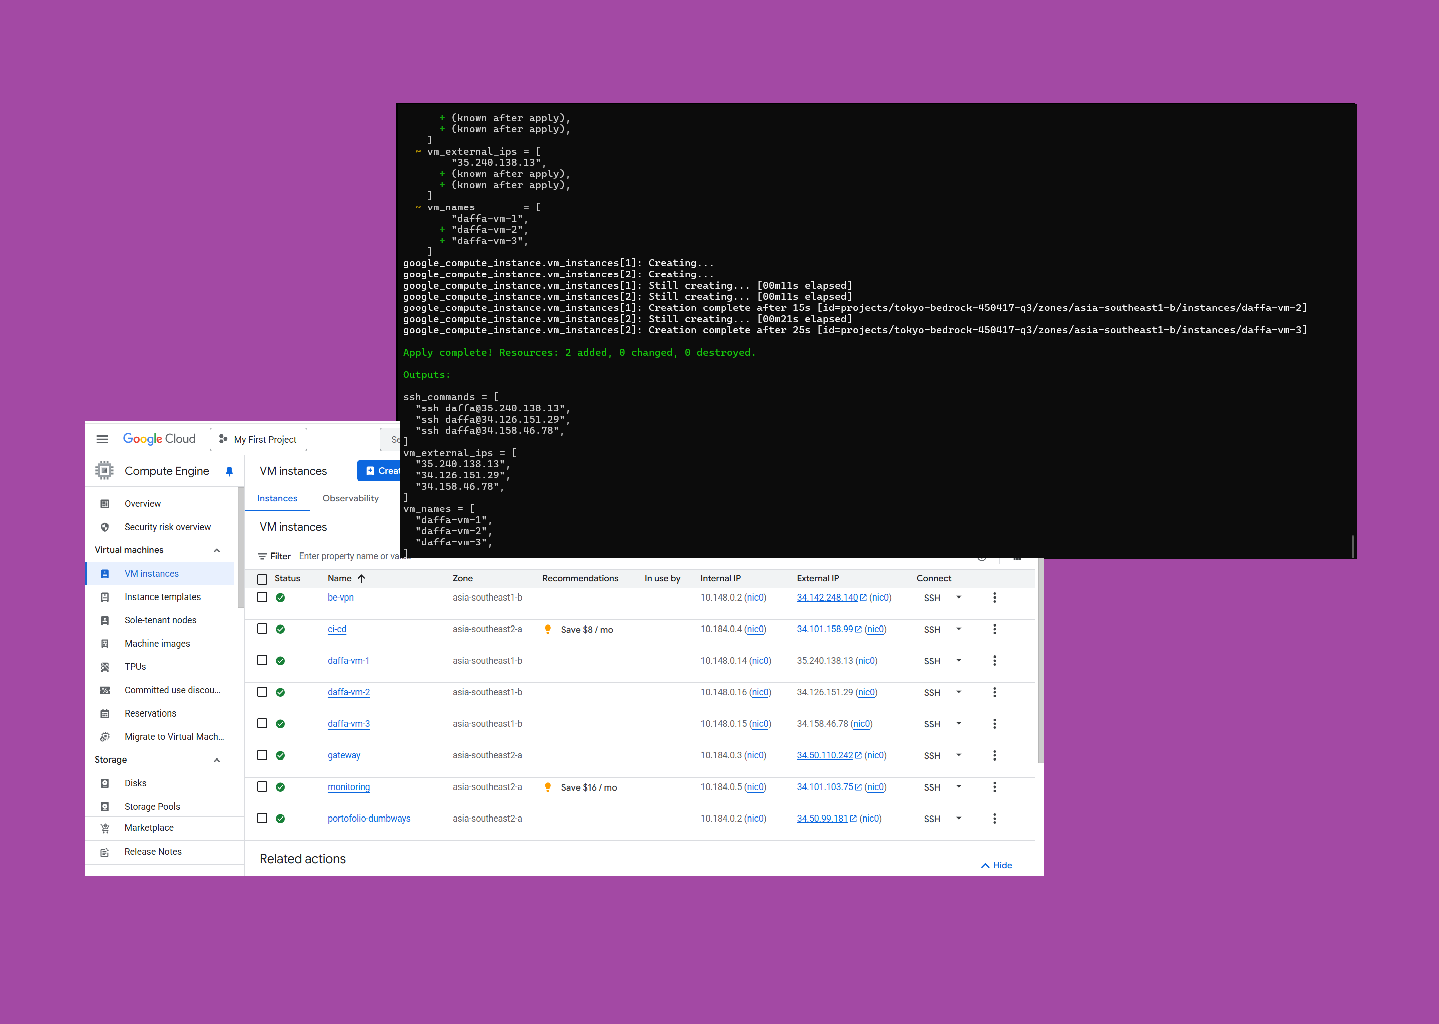 + (known after apply),
+ (known after apply),
]
~ vm_external_ips = [
"35.240.138.13",
+ (known after apply),
+ (known after apply),
]
~ vm_names = [
"daffa-vm-1",
+ "daffa-vm-2",
+ "daffa-vm-3",
]
google_compute_instance.vm_instances[1]: Creating...
google_compute_instance.vm_instances[2]: Creating...
google_compute_instance.vm_instances[1]: Still creating... [00m11s elapsed]
google_compute_instance.vm_instances[2]: Still creating... [00m11s elapsed]
google_compute_instance.vm_instances[1]: Creation complete after 15s [id=projects/tokyo-bedrock-450417-q3/zones/asia-southeast1-b/instances/daffa-vm-2]
google_compute_instance.vm_instances[2]: Still creating... [00m21s elapsed]
google_compute_instance.vm_instances[2]: Creation complete after 25s [id=projects/tokyo-bedrock-450417-q3/zones/asia-southeast1-b/instances/daffa-vm-3]
Apply complete! Resources: 2 added, 0 changed, 0 destroyed.
Outputs:
ssh_commands = [
"ssh daffa@35.240.138.13",
"ssh daffa@34.126.151.29",
"ssh daffa@34.158.46.78",
]
vm_external_ips = [
"35.240.138.13",
"34.126.151.29",
"34.158.46.78",
]
vm_names = [
"daffa-vm-1",
"daffa-vm-2",
"daffa-vm-3",
]
Google Cloud My First Project
Compute Engine
Overview
Security risk overview
Virtual machines
VM instances
Instance templates
Sole-tenant nodes
Machine images
TPUs
Committed use discou...
Reservations
Migrate to Virtual Mach...
Storage
Disks
Storage Pools
Marketplace
Release Notes
VM instances
Instances Observability
VM instances
Filter Enter property name or
Status Name Zone Recommendations In use by Internal IP External IP Connect
be-vpn asia-southeast1-b 10.148.0.2 (nic0) 34.142.248.140 (nic0) SSH
ci-cd asia-southeast2-a Save $8 / mo 10.184.0.4 (nic0) 34.101.158.99 (nic0) SSH
daffa-vm-1 asia-southeast1-b 10.148.0.14 (nic0) 35.240.138.13 (nic0) SSH
daffa-vm-2 asia-southeast1-b 10.148.0.16 (nic0) 34.126.151.29 (nic0) SSH
daffa-vm-3 asia-southeast1-b 10.148.0.15 (nic0) 34.158.46.78 (nic0) SSH
gateway asia-southeast2-a 10.184.0.3 (nic0) 34.50.110.242 (nic0) SSH
monitoring asia-southeast2-a Save $16 / mo 10.184.0.5 (nic0) 34.101.103.75 (nic0) SSH
portofolio-dumbways asia-southeast2-a 10.184.0.2 (nic0) 34.50.99.181 (nic0) SSH
Related actions
Hide